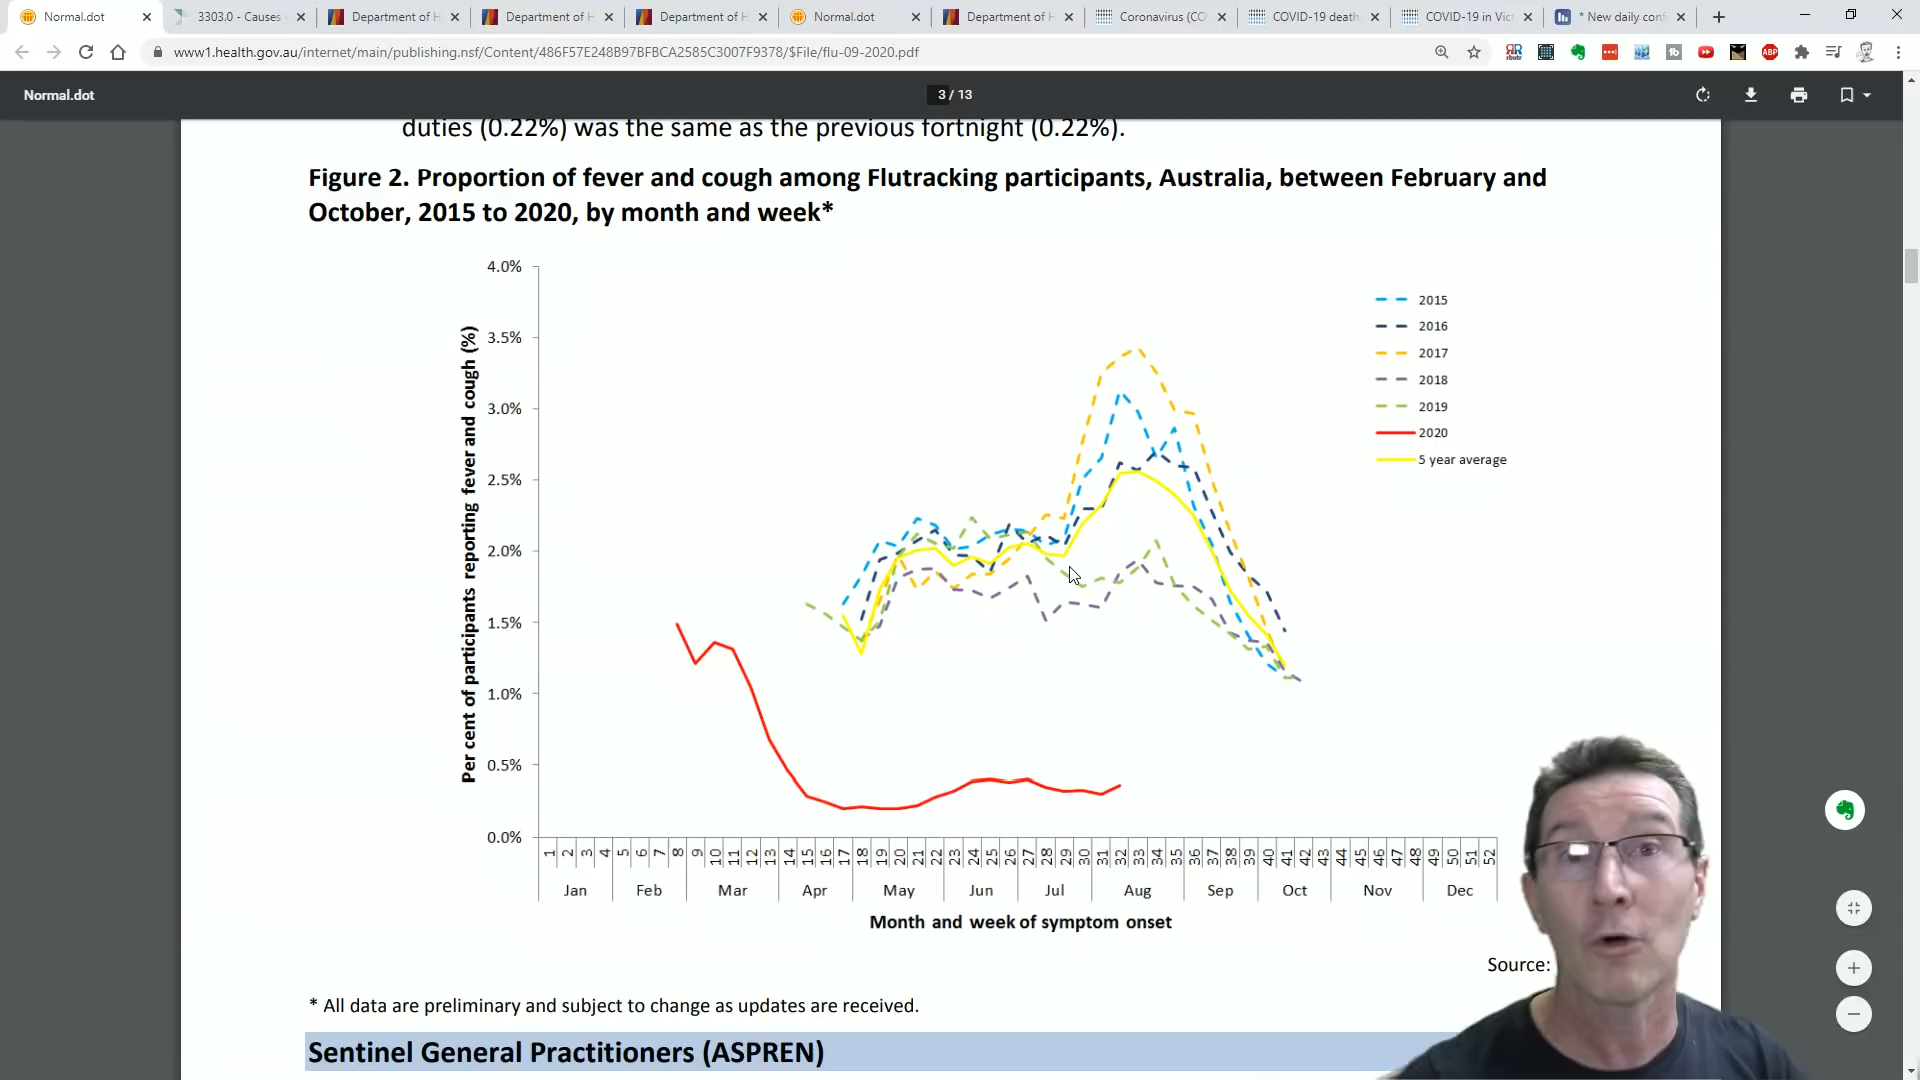 Normal.dot
3303.0 - Causes
Department of H
Department of H
Department of H
Normal.dot
Department of H
Coronavirus (CO
COVID-19 death
COVID-19 in Vict
* New daily conf
www1.health.gov.au/internet/main/publishing.nsf/Content/486F57E248B97BFBCA2585C3007F9378/$File/flu-09-2020.pdf
ABP
Normal.dot
3 / 13
duties (0.22%) was the same as the previous fortnight (0.22%).
Figure 2. Proportion of fever and cough among Flutracking participants, Australia, between February and
October, 2015 to 2020, by month and week*
Per cent of participants reporting fever and cough (%)
4.0%
3.5%
3.0%
2.5%
2.0%
1.5%
1.0%
0.5%
0.0%
2015
2016
2017
2018
2019
2020
5 year average
1 2 3 4 5 6 7 8 9 10 11 12 13 14 15 16 17 18 19 20 21 22 23 24 25 26 27 28 29 30 31 32 33 34 35 36 37 38 39 40 41 42 43 44 45 46 47 48 49 50 51 52
Jan Feb Mar Apr May Jun Jul Aug Sep Oct Nov Dec
Month and week of symptom onset
Source:
* All data are preliminary and subject to change as updates are received.
Sentinel General Practitioners (ASPREN)